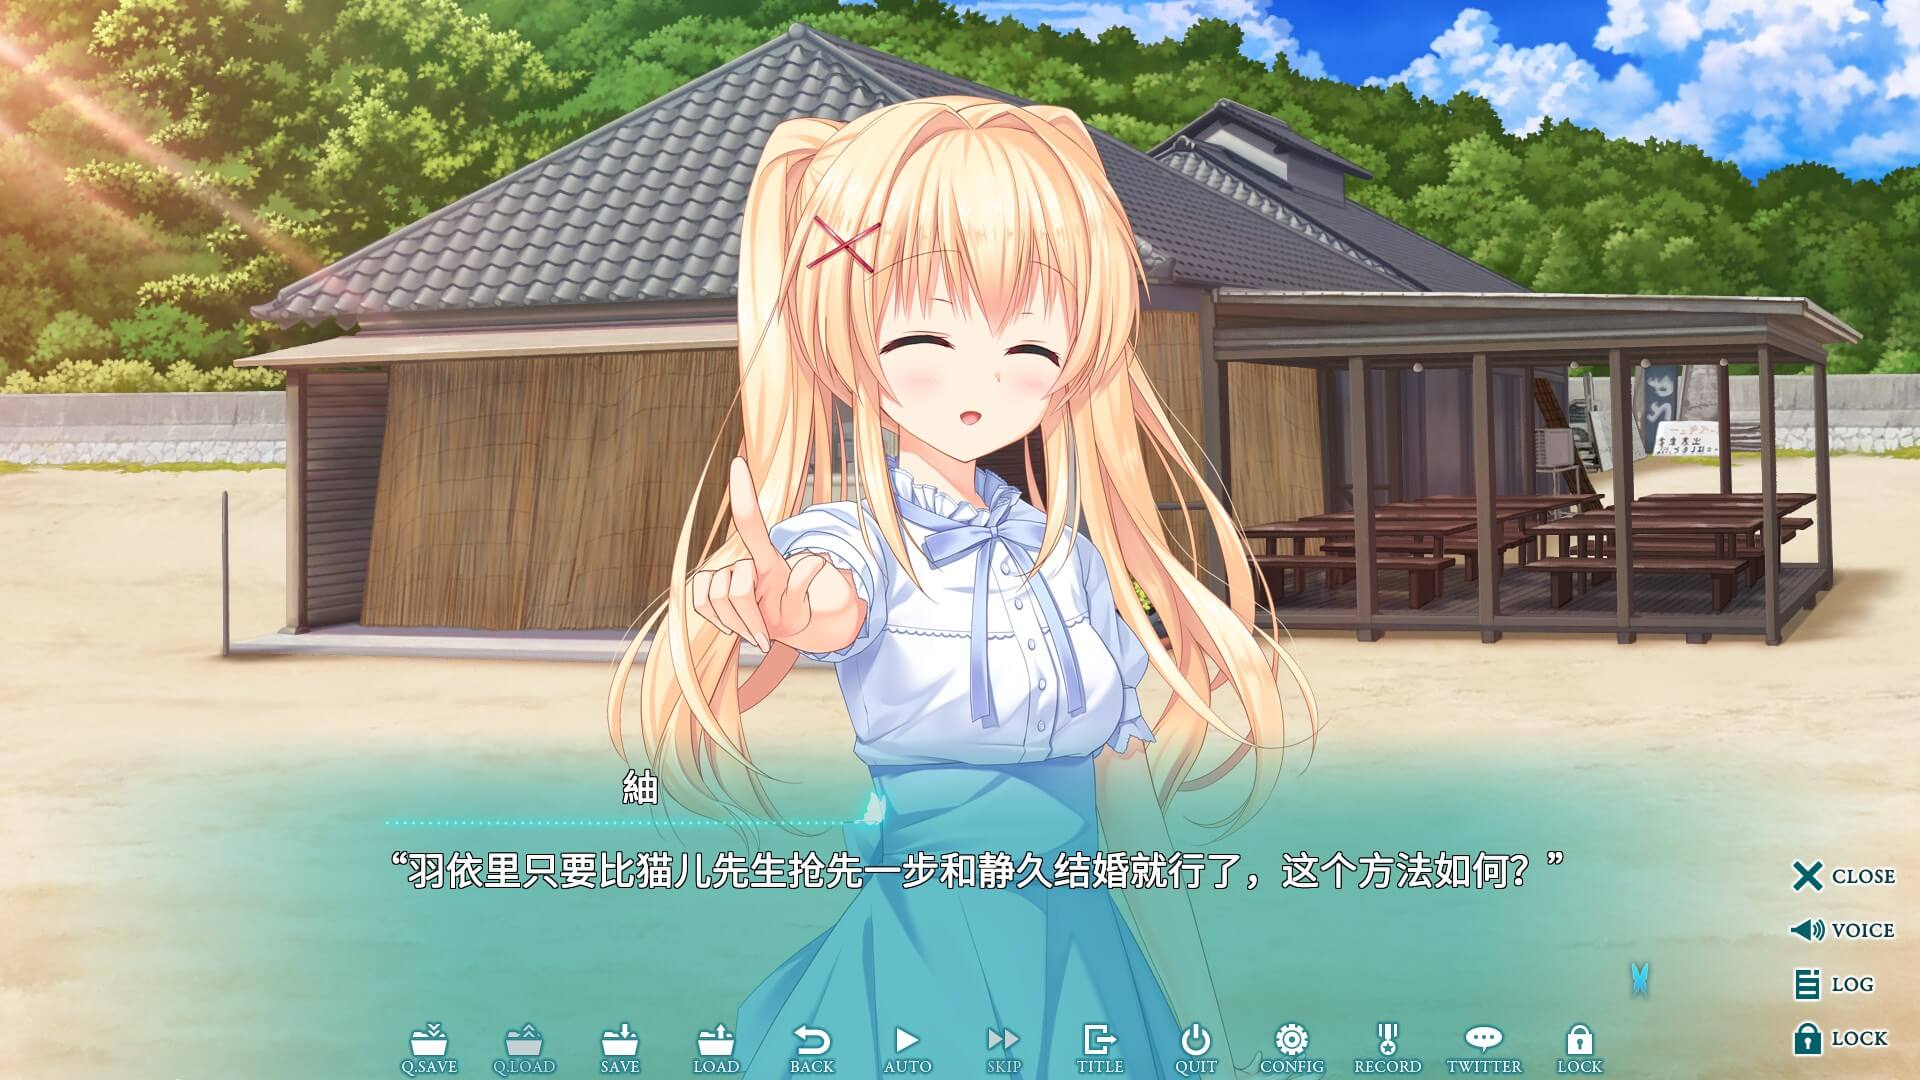 紬
“羽依里只要比猫儿先生抢先一步和静久结婚就行了，这个方法如何？”
CLOSE
VOICE
LOG
LOCK
Q.SAVE
Q.LOAD
SAVE
LOAD
BACK
AUTO
SKIP
TITLE
QUIT
CONFIG
RECORD
TWITTER
LOCK